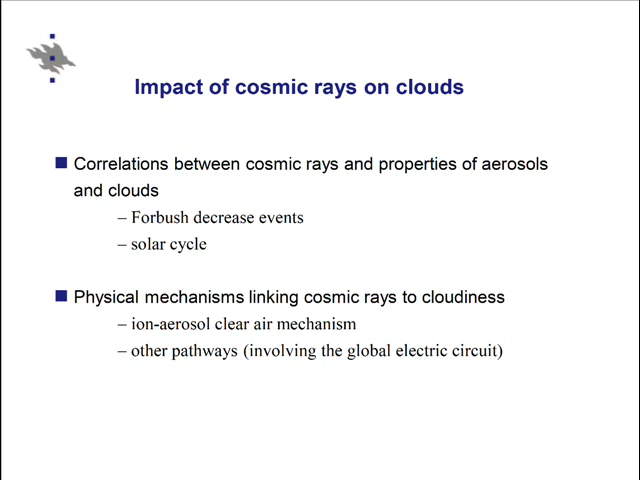 Impact of cosmic rays on clouds
Correlations between cosmic rays and properties of aerosols
and clouds
– Forbush decrease events
– solar cycle
Physical mechanisms linking cosmic rays to cloudiness
– ion-aerosol clear air mechanism
– other pathways (involving the global electric circuit)